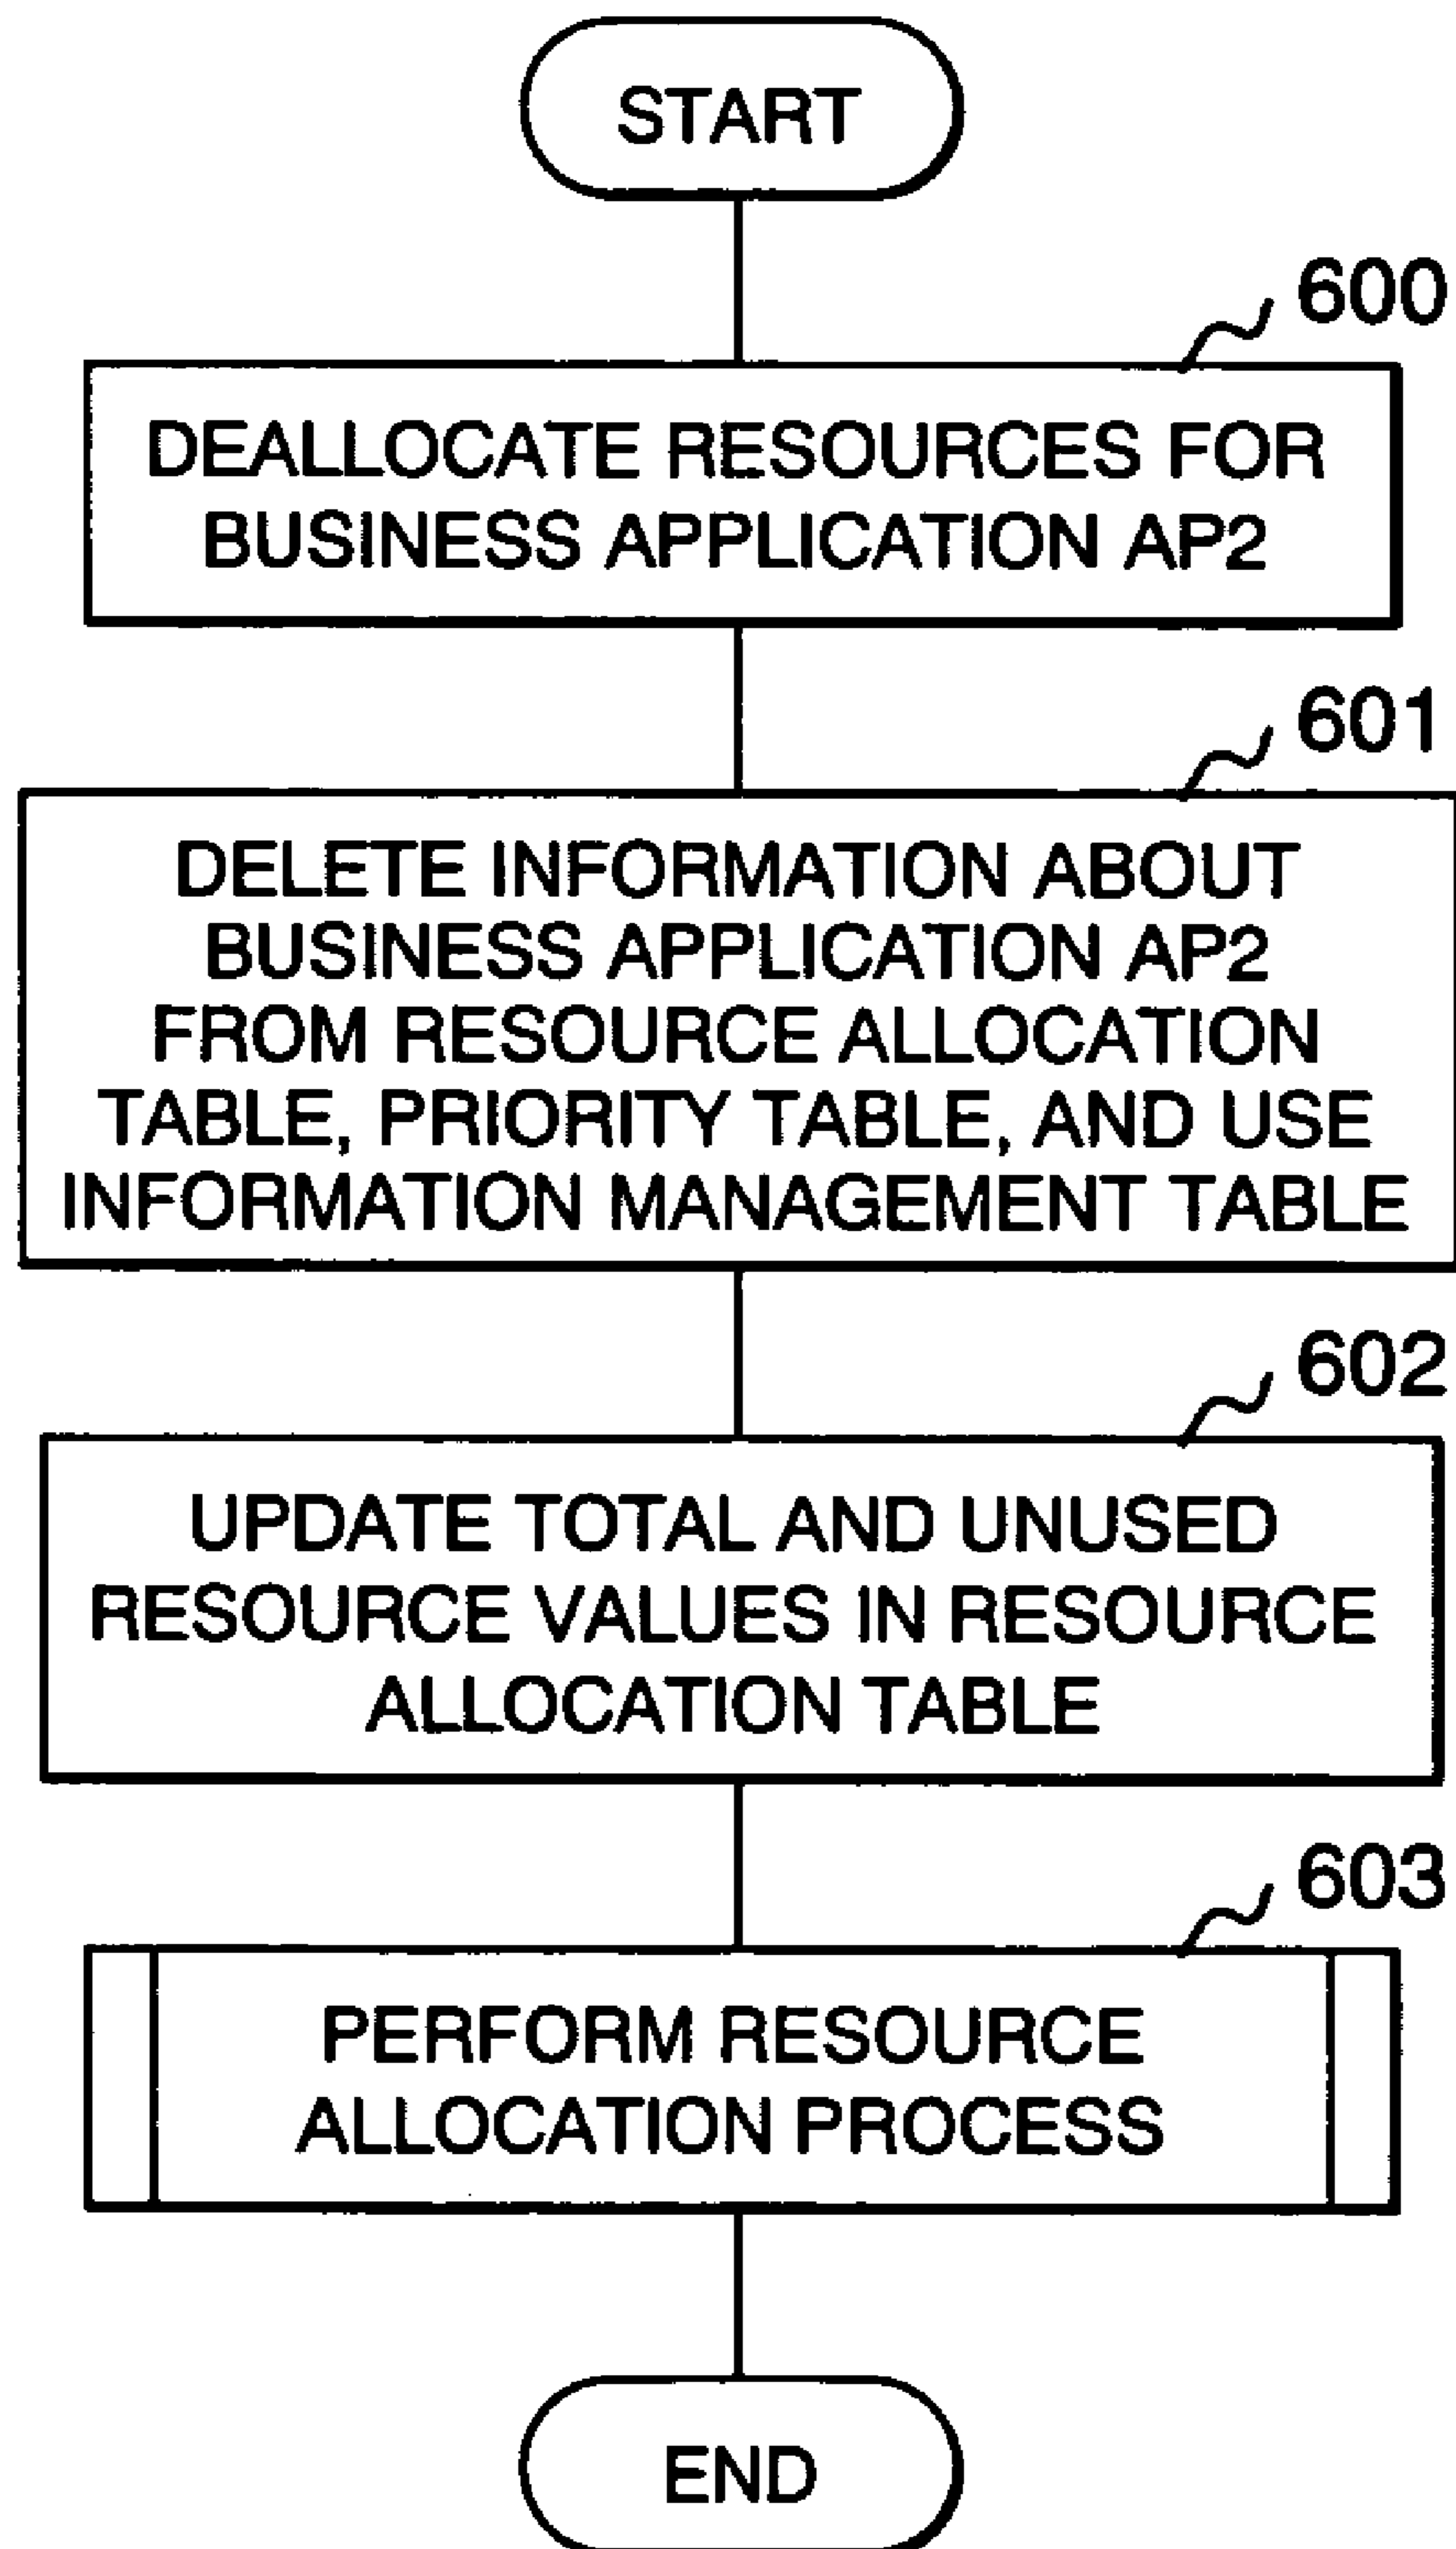 START
600
DEALLOCATE RESOURCES FOR
BUSINESS APPLICATION AP2
601
DELETE INFORMATION ABOUT
BUSINESS APPLICATION AP2
FROM RESOURCE ALLOCATION
TABLE, PRIORITY TABLE, AND USE
INFORMATION MANAGEMENT TABLE
602
UPDATE TOTAL AND UNUSED
RESOURCE VALUES IN RESOURCE
ALLOCATION TABLE
603
PERFORM RESOURCE
ALLOCATION PROCESS
END